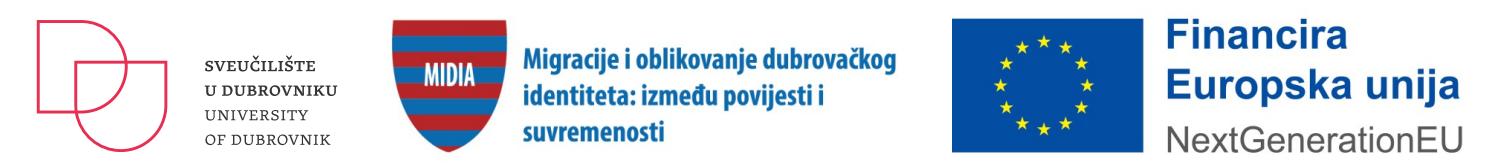 SVEUČILIŠTE
U DUBROVNIKU
UNIVERSITY
OF DUBROVNIK
MIDIA
Migracije i oblikovanje dubrovačkog
identiteta: između povijesti i
suvremenosti
Financira
Europska unija
NextGenerationEU